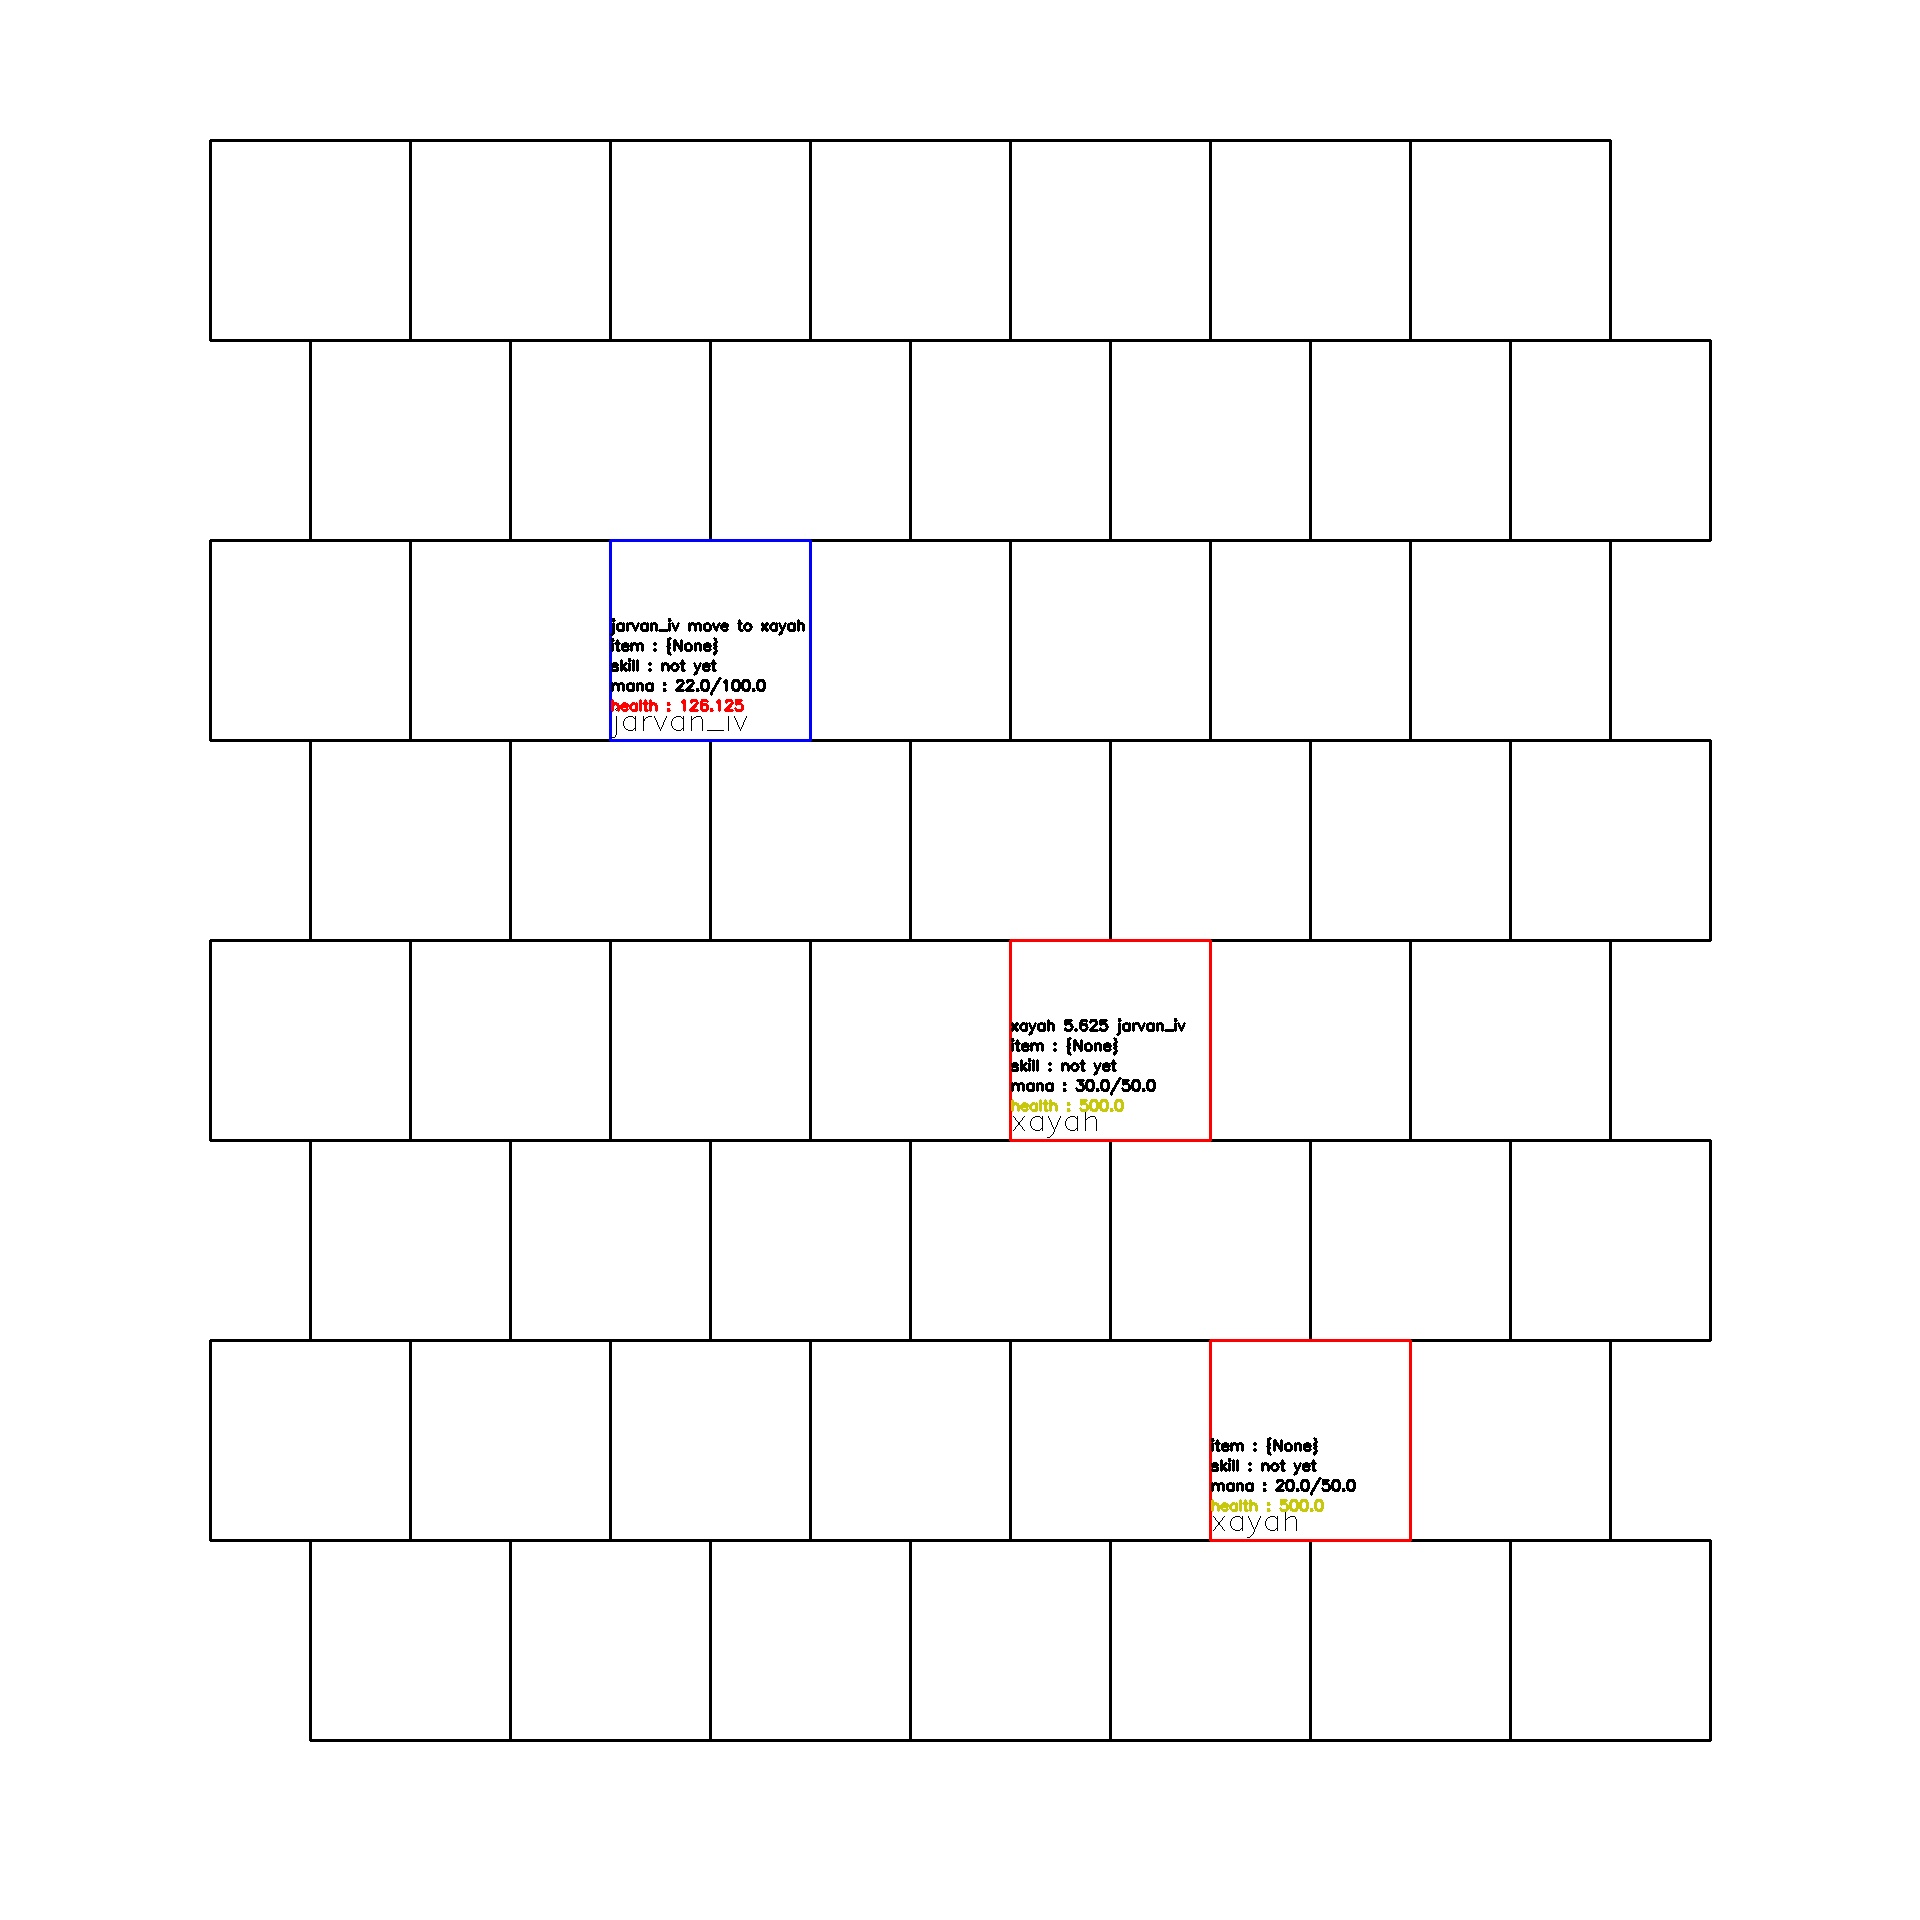 jarvan_iv move to xayah
item : {None}
skill : not yet
mana : 22.0/100.0
health : 126.125
jarvan_iv
xayah 5.625 jarvan_iv
item : {None}
skill : not yet
mana : 30.0/50.0
health : 500.0
xayah
item : {None}
skill : not yet
mana : 20.0/50.0
health : 500.0
xayah